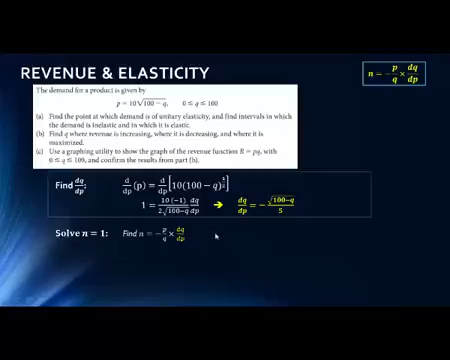 REVENUE & ELASTICITY
n = − p/q × dq/dp
The demand for a product is given by
p = 10√100 − q, 0 ≤ q ≤ 100
(a) Find the point at which demand is of unitary elasticity, and find intervals in which
the demand is inelastic and in which it is elastic.
(b) Find q where revenue is increasing, where it is decreasing, and where it is
maximized.
(c) Use a graphing utility to show the graph of the revenue function R = pq, with
0 ≤ q ≤ 100, and confirm the results from part (b).
Find dq/dp: d/dp (p) = d/dp [10(100 − q)^1/2]
1 = 10(−1)/2√100−q dq/dp ➔ dq/dp = − √100−q/5
Solve n = 1: Find n = − p/q × dq/dp